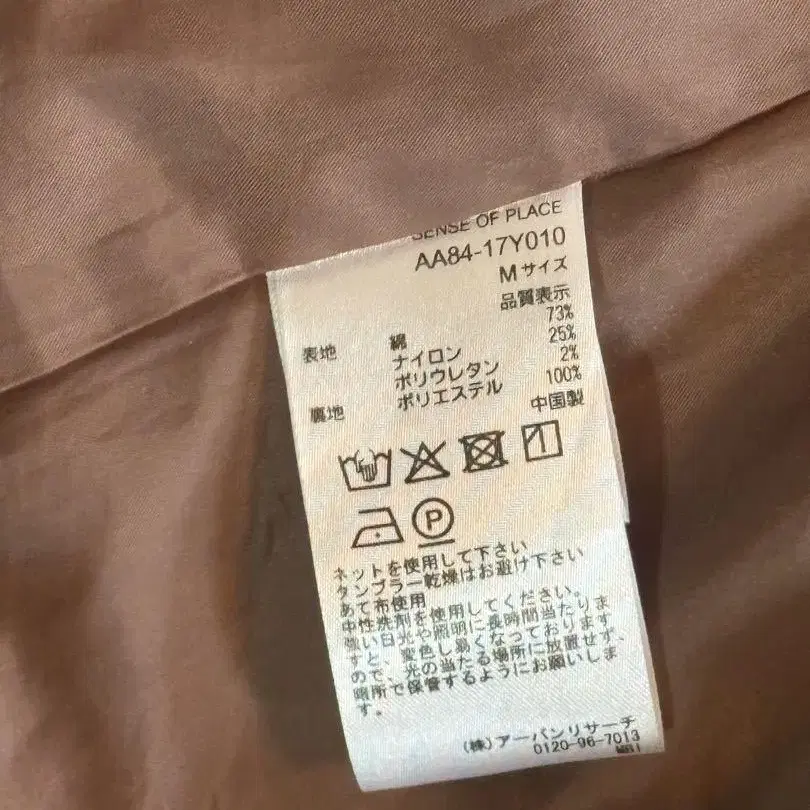 SENSE OF PLACE
AA84-17Y010
Mサイズ
品質表示
表地 綿 73%
ナイロン 25%
ポリウレタン 2%
裏地 ポリエステル 100%
中国製
P
ネットを使用して下さい
タンブラー乾燥はお避け下さい
あて布使用
中性洗剤を使用してください。
強い日光や照明に長時間当たりま
すと、変色し易くなっております
ので、光の当たる場所に放置せず、
暗所で保管するようにお願いしま
す。
(株)アーバンリサーチ
0120-96-7013